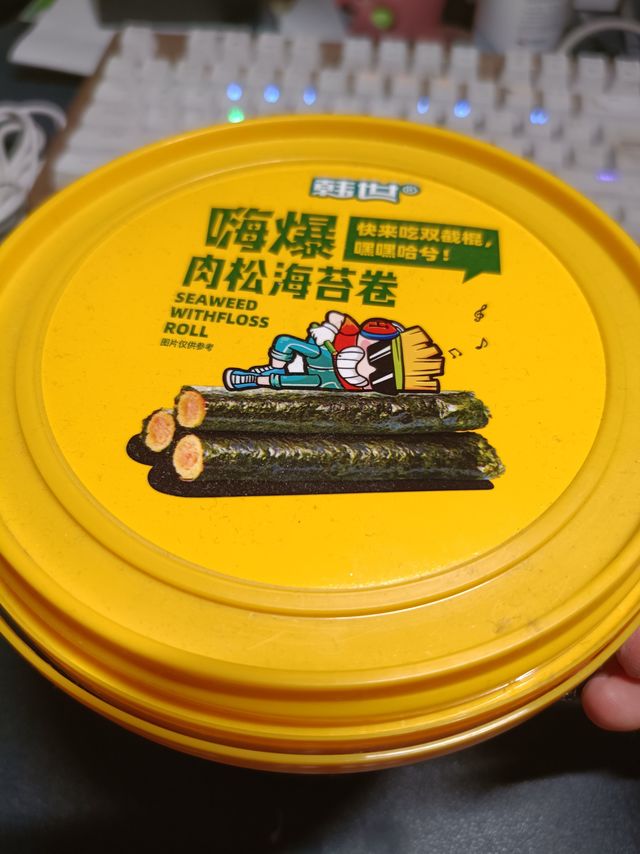 韩世®
嗨爆
快来吃双截棍，
嘿嘿哈兮！
肉松海苔卷
SEAWEED
WITHFLOSS
ROLL
图片仅供参考